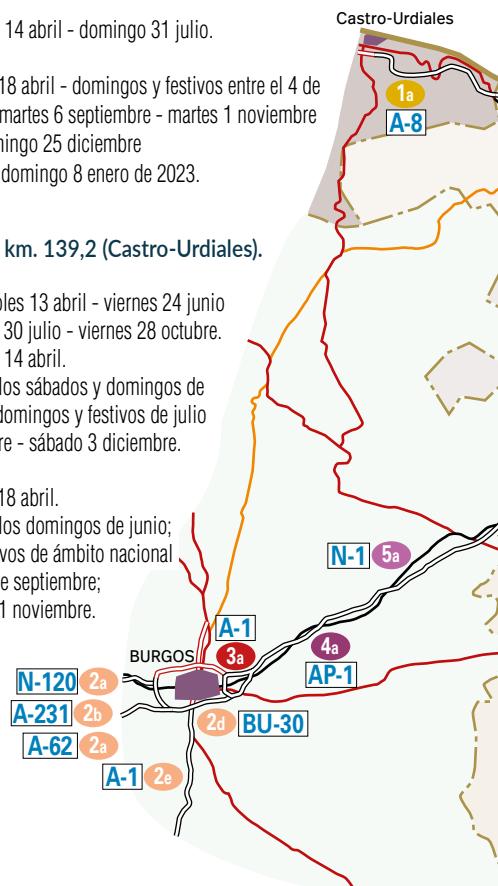 14 abril - domingo 31 julio.
18 abril - domingos y festivos entre el 4 de
martes 6 septiembre - martes 1 noviembre
ngo 25 diciembre
domingo 8 enero de 2023.
km. 139,2 (Castro-Urdiales).
les 13 abril - viernes 24 junio
30 julio - viernes 28 octubre.
14 abril.
los sábados y domingos de
domingos y festivos de julio
re - sábado 3 diciembre.
18 abril.
los domingos de junio;
vos de ámbito nacional
e septiembre;
1 noviembre.
Castro-Urdiales
1a
A-8
N-1 5a
A-1
3a
4a
AP-1
BURGOS
N-120 2a
A-231 2b
A-62 2a
2d BU-30
A-1 2e